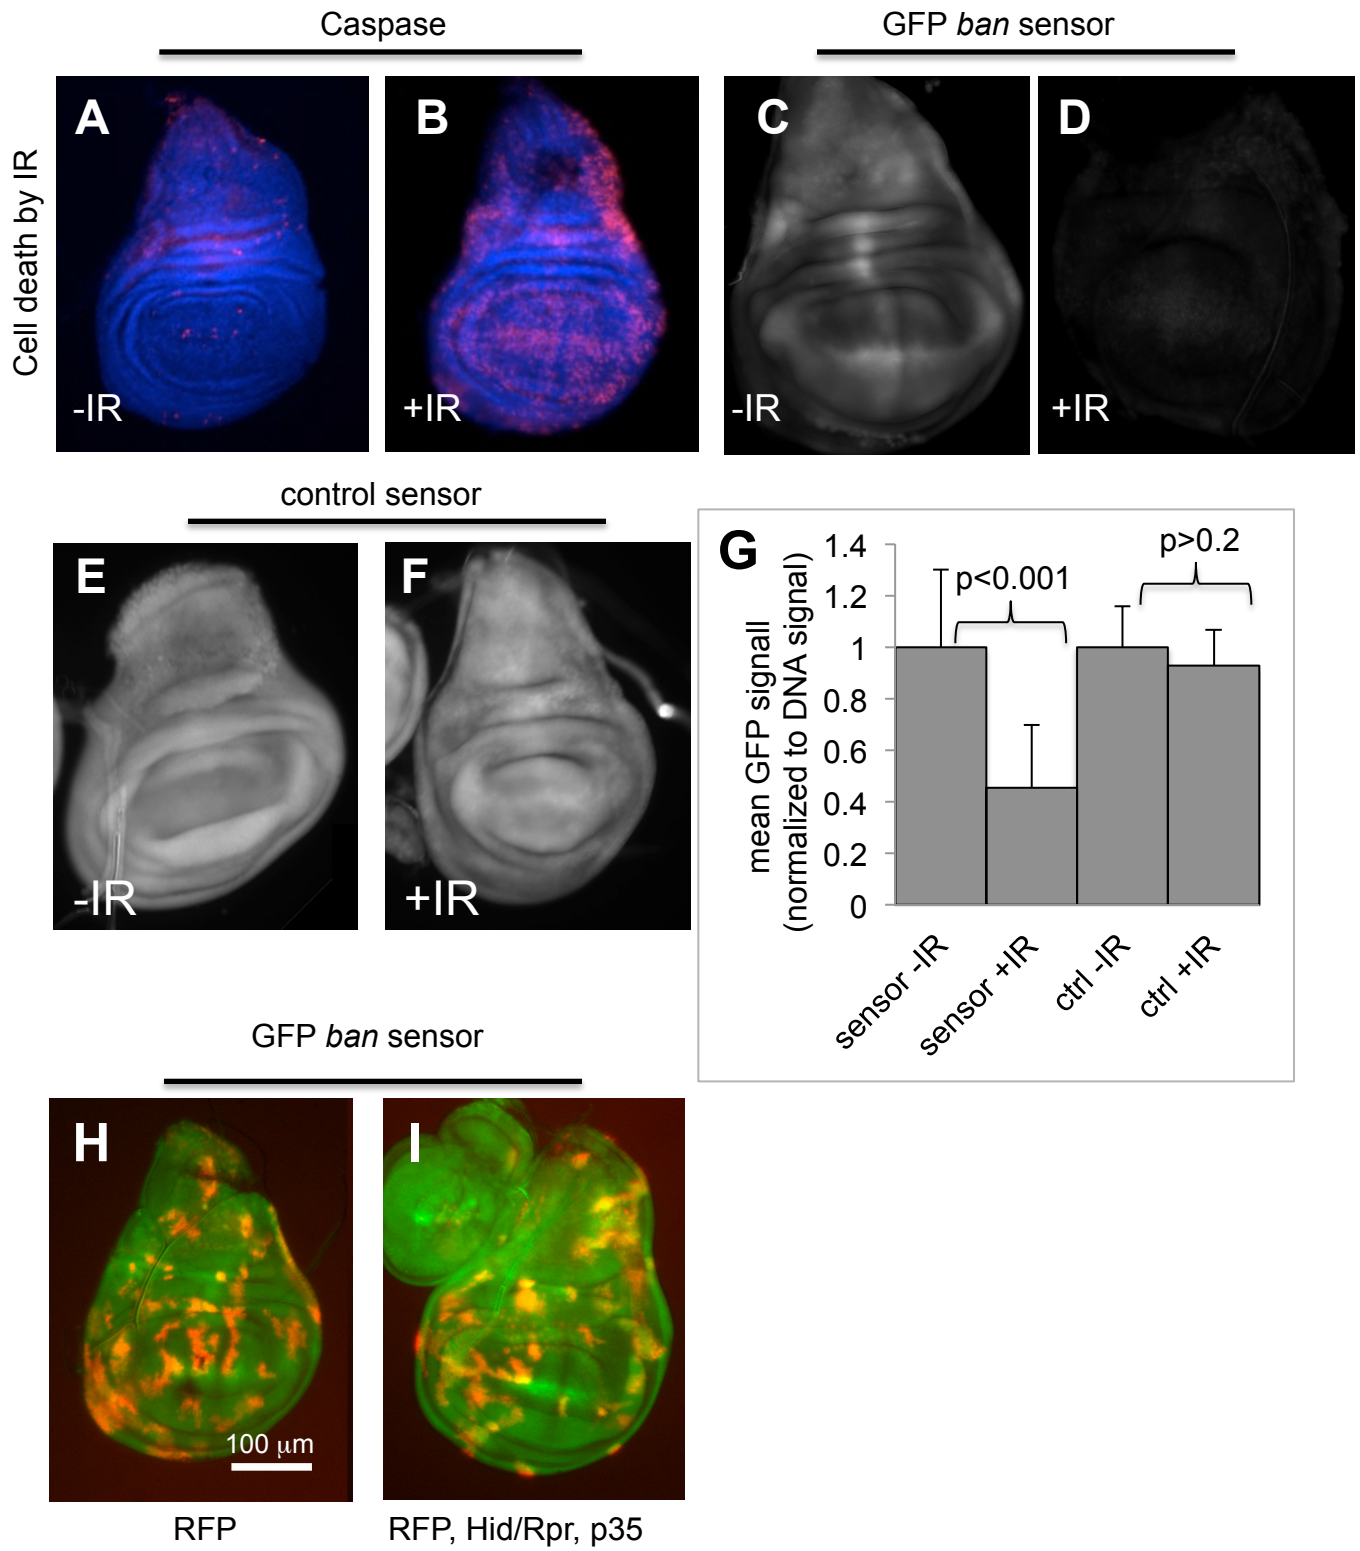 Caspase
GFP ban sensor
Cell death by IR
A
B
C
D
-IR
+IR
-IR
+IR
control sensor
E
F
-IR
+IR
G
mean GFP signall
(normalized to DNA signal)
1.4
1.2
1
0.8
0.6
0.4
0.2
0
p<0.001
p>0.2
sensor -IR
sensor +IR
ctrl -IR
ctrl +IR
GFP ban sensor
H
I
100 μm
RFP
RFP, Hid/Rpr, p35